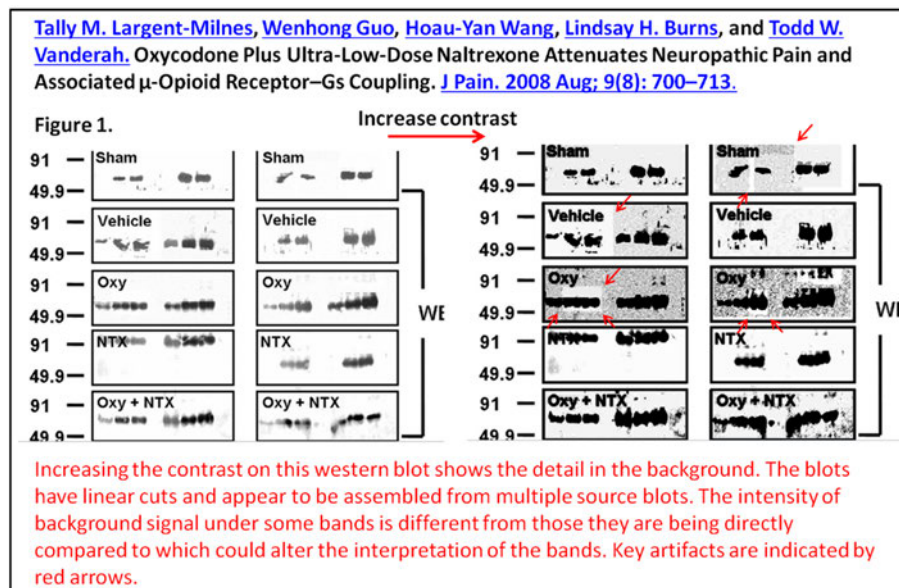 Tally M. Largent-Milnes, Wenhong Guo, Hoau-Yan Wang, Lindsay H. Burns, and Todd W.
Vanderah. Oxycodone Plus Ultra-Low-Dose Naltrexone Attenuates Neuropathic Pain and
Associated µ-Opioid Receptor–Gs Coupling. J Pain. 2008 Aug; 9(8): 700–713.
Figure 1.
Increase contrast
91
49.9
Sham
Vehicle
49.9
91
49.9
Oxy
Oxy
91
49.9
NTX
NTX
91
49.9
Oxy + NTX
Oxy + NTX
91
49.9
Sham
Sham
91
49.9
Vehicle
Vehicle
91
49.9
Oxy
Oxy
91
49.9
NTX
NTX
91
49.9
Oxy + NTX
Oxy + NTX
Increasing the contrast on this western blot shows the detail in the background. The blots
have linear cuts and appear to be assembled from multiple source blots. The intensity of
background signal under some bands is different from those they are being directly
compared to which could alter the interpretation of the bands. Key artifacts are indicated by
red arrows.